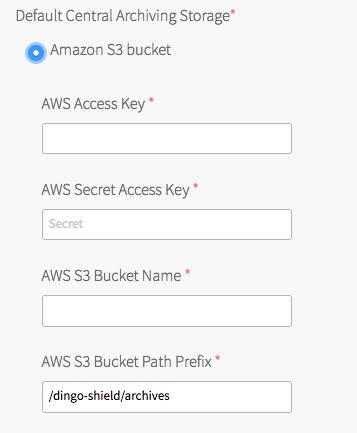 Default Central Archiving Storage*
Amazon S3 bucket
AWS Access Key *
AWS Secret Access Key *
Secret
AWS S3 Bucket Name *
AWS S3 Bucket Path Prefix *
/dingo-shield/archives